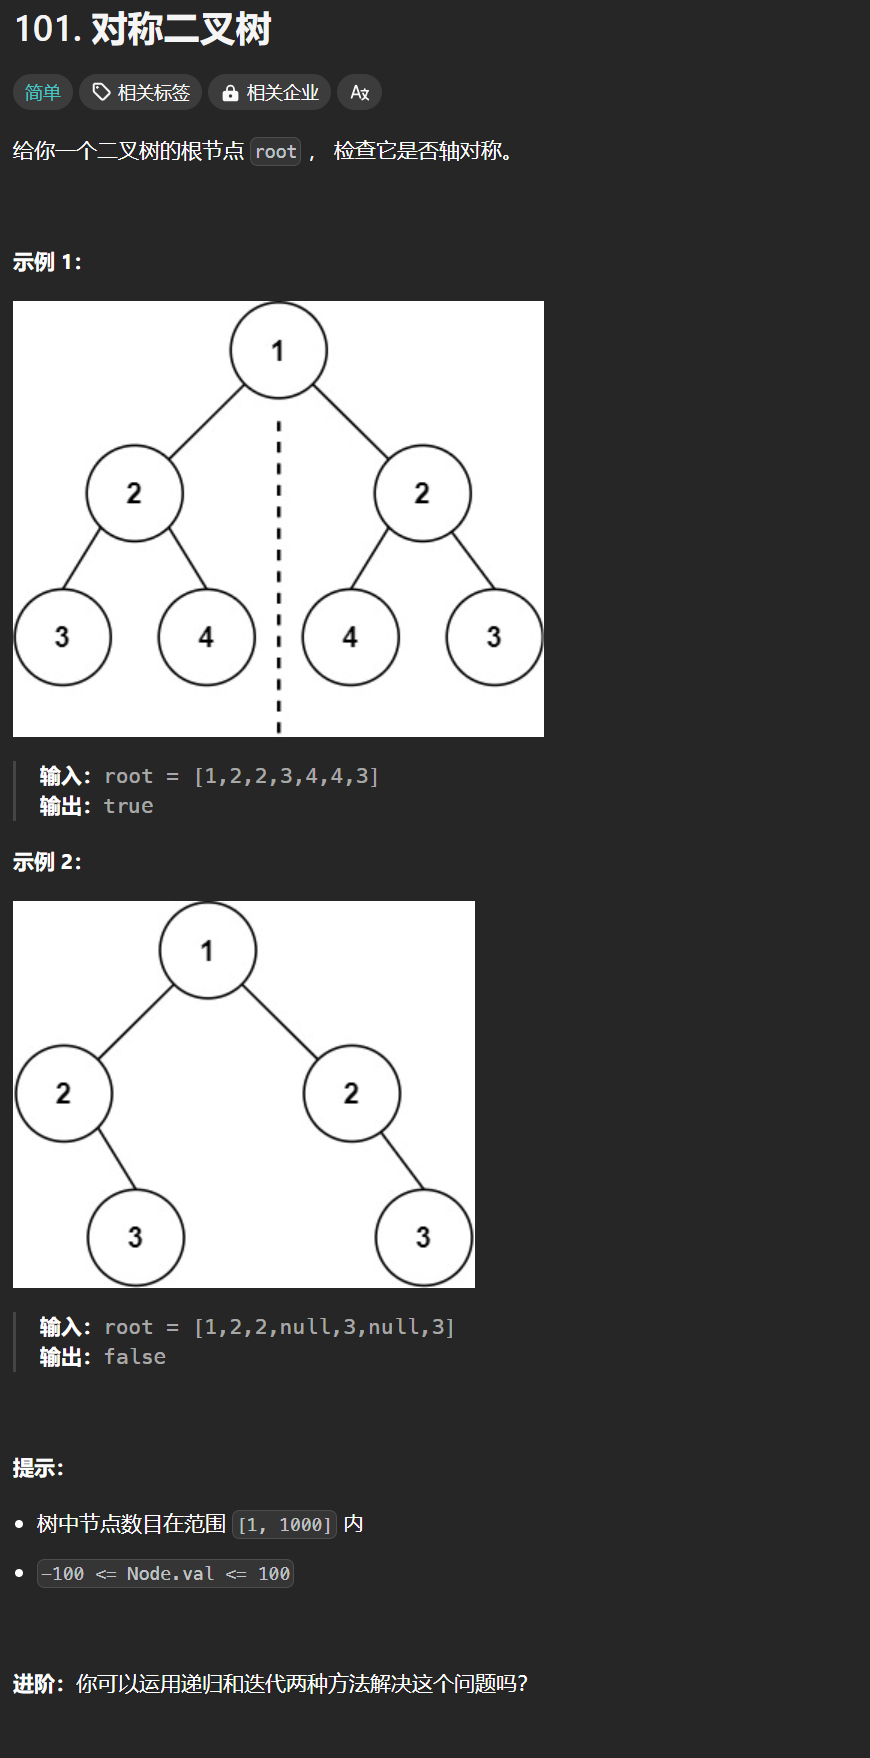 101. 对称二叉树
简单 相关标签 相关企业 A文
给你一个二叉树的根节点 root ， 检查它是否轴对称。
示例 1：
1
2 2
3 4 4 3
输入：root = [1,2,2,3,4,4,3]
输出：true
示例 2：
1
2 2
3 3
输入：root = [1,2,2,null,3,null,3]
输出：false
提示：
• 树中节点数目在范围 [1, 1000] 内
• -100 <= Node.val <= 100
进阶：你可以运用递归和迭代两种方法解决这个问题吗？